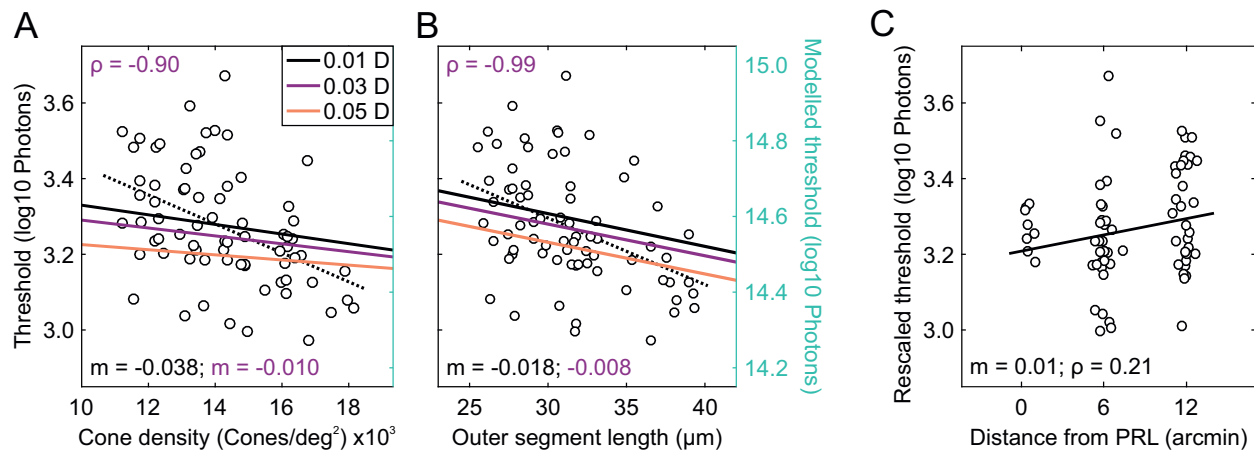 A
B
C
ρ = -0.90
0.01 D
0.03 D
0.05 D
ρ = -0.99
Threshold (log10 Photons)
3.6
3.4
3.2
3.0
m = -0.038; m = -0.010
10 12 14 16 18
Cone density (Cones/deg²) x10³
m = -0.018; -0.008
25 30 35 40
Outer segment length (µm)
15.0
14.8
14.6
14.4
14.2
Modelled threshold (log10 Photons)
Rescaled threshold (log10 Photons)
3.6
3.4
3.2
3.0
m = 0.01; ρ = 0.21
0 6 12
Distance from PRL (arcmin)